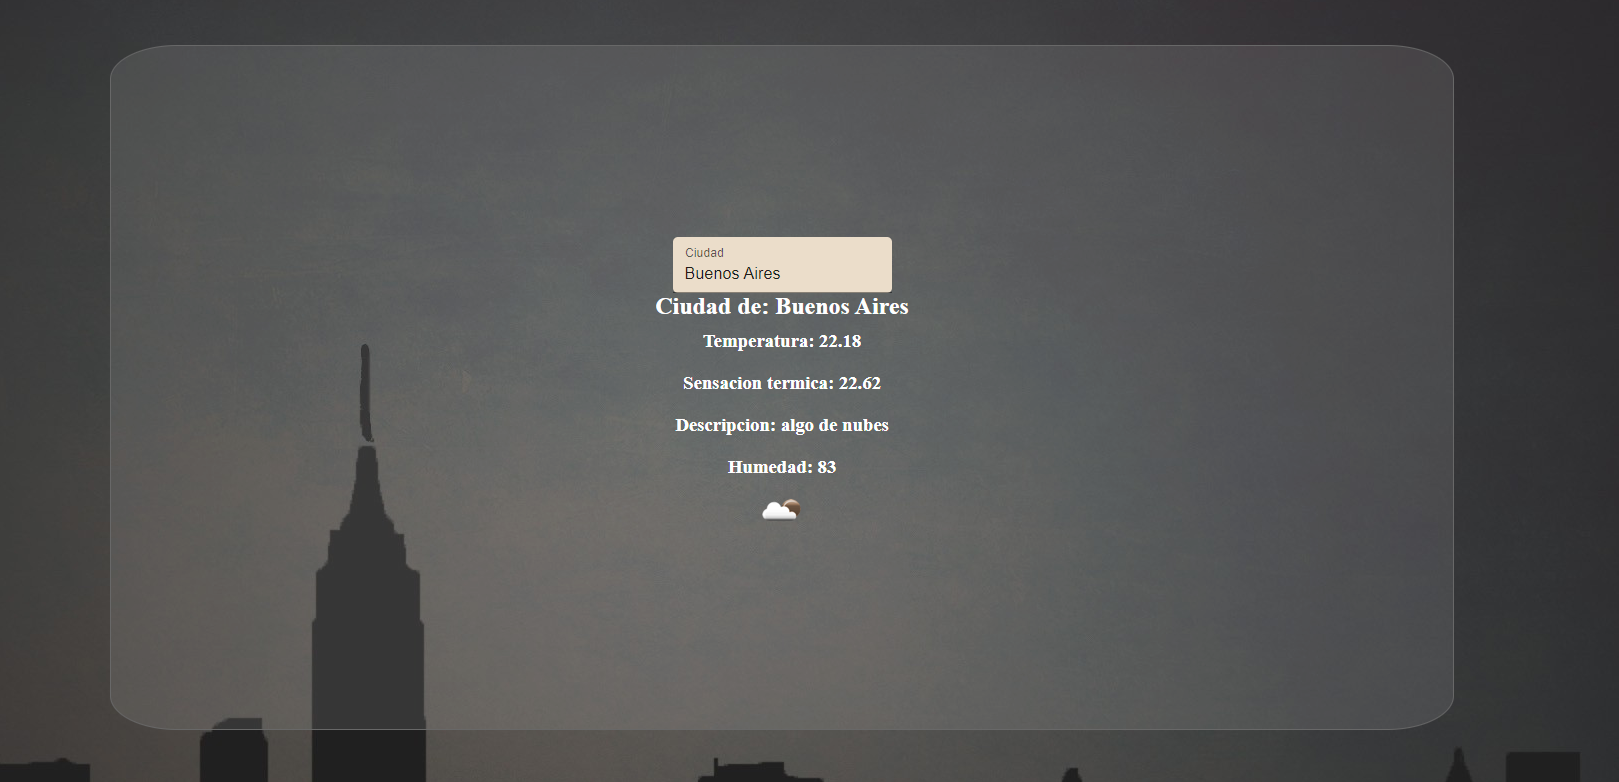 Ciudad
Buenos Aires
Ciudad de: Buenos Aires
Temperatura: 22.18
Sensacion termica: 22.62
Descripcion: algo de nubes
Humedad: 83